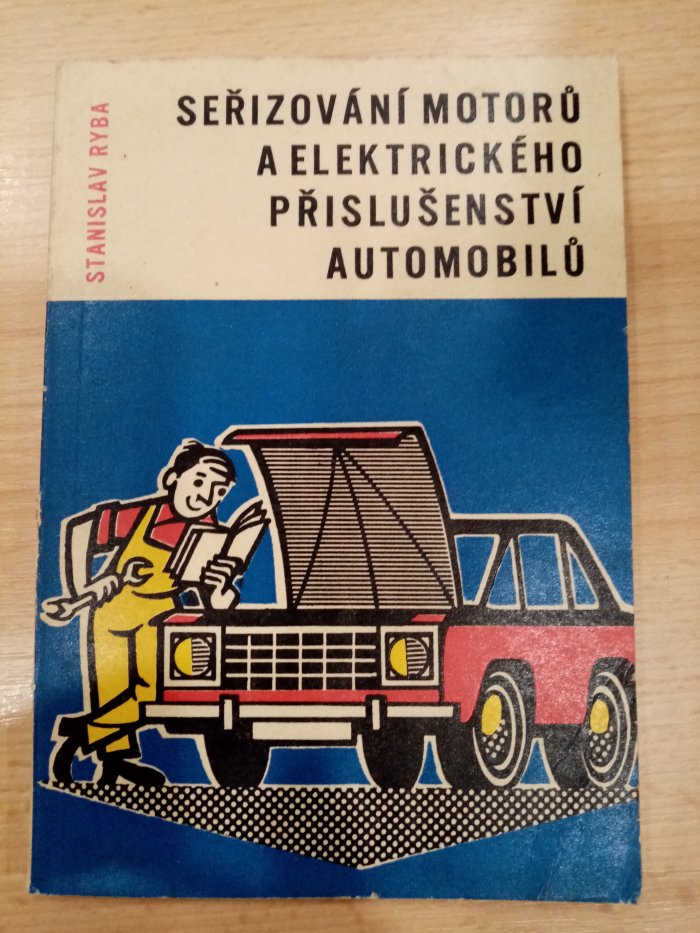 STANISLAV RYBA
SEŘIZOVÁNÍ MOTORŮ
A ELEKTRICKÉHO
PŘISLUŠENSTVÍ
AUTOMOBILŮ